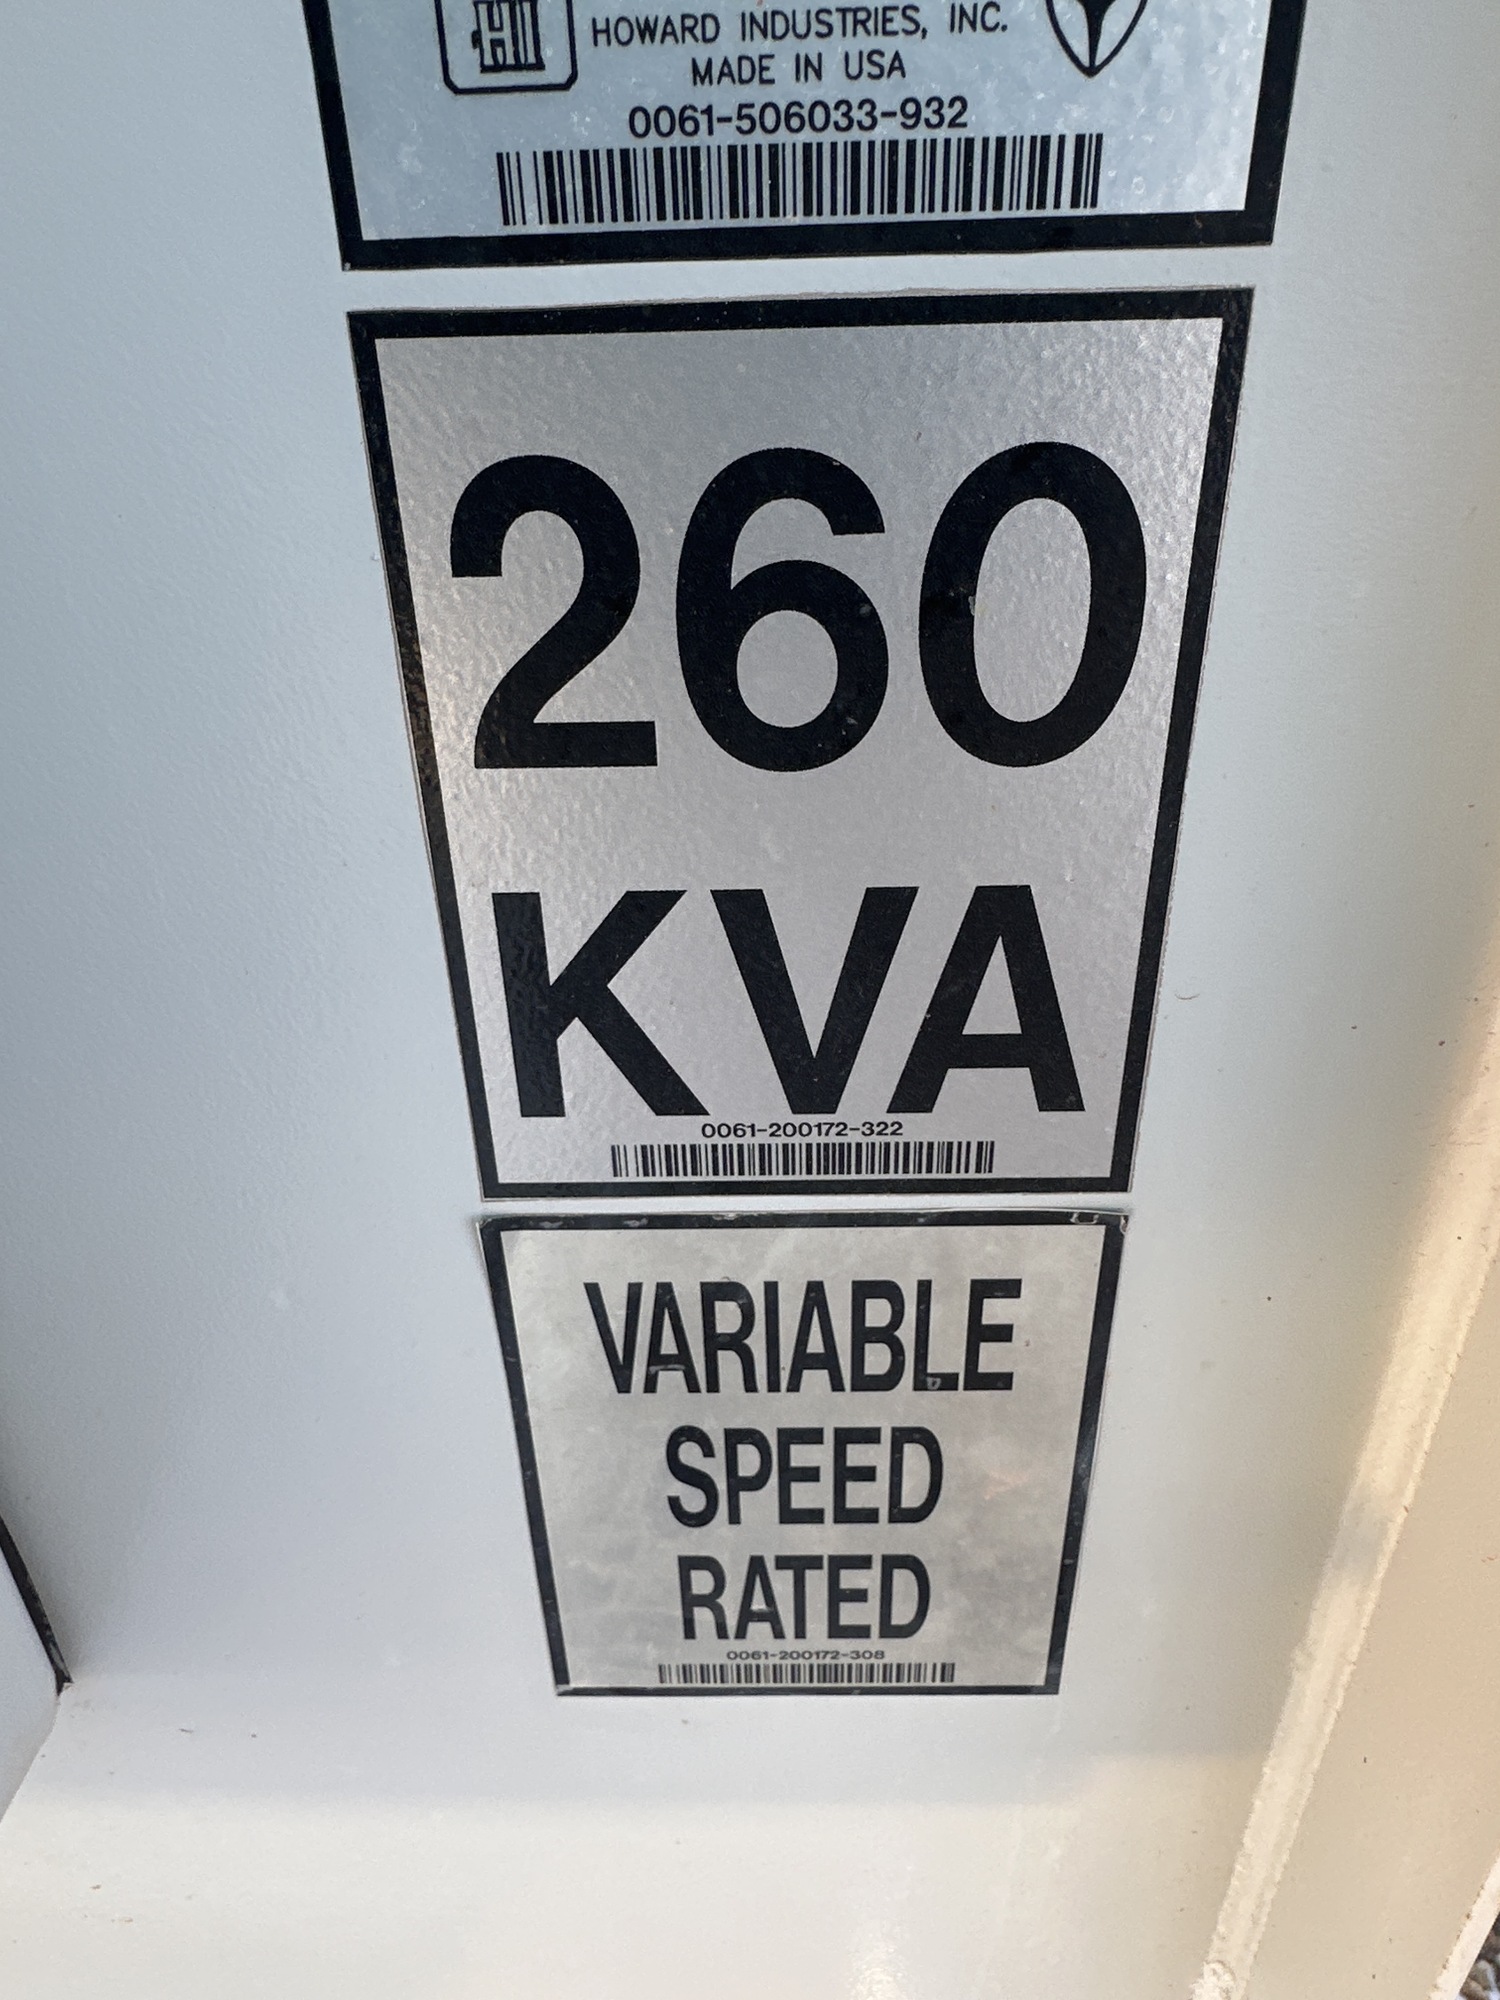 HI
HOWARD INDUSTRIES, INC.
MADE IN USA
0061-506033-932
260
KVA
0061-200172-322
VARIABLE
SPEED
RATED
0061-200172-308